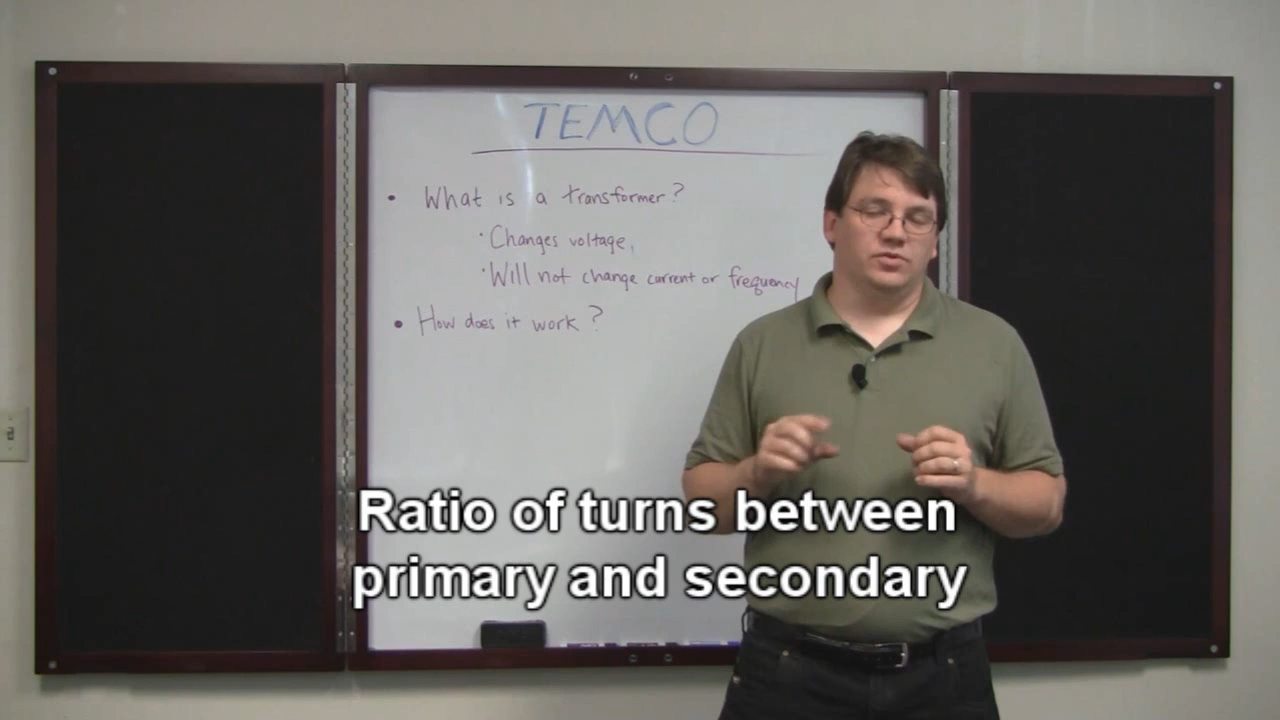 TEMCO
• What is a transformer?
· Changes voltage,
· Will not change current or frequency
• How does it work?
Ratio of turns between
primary and secondary